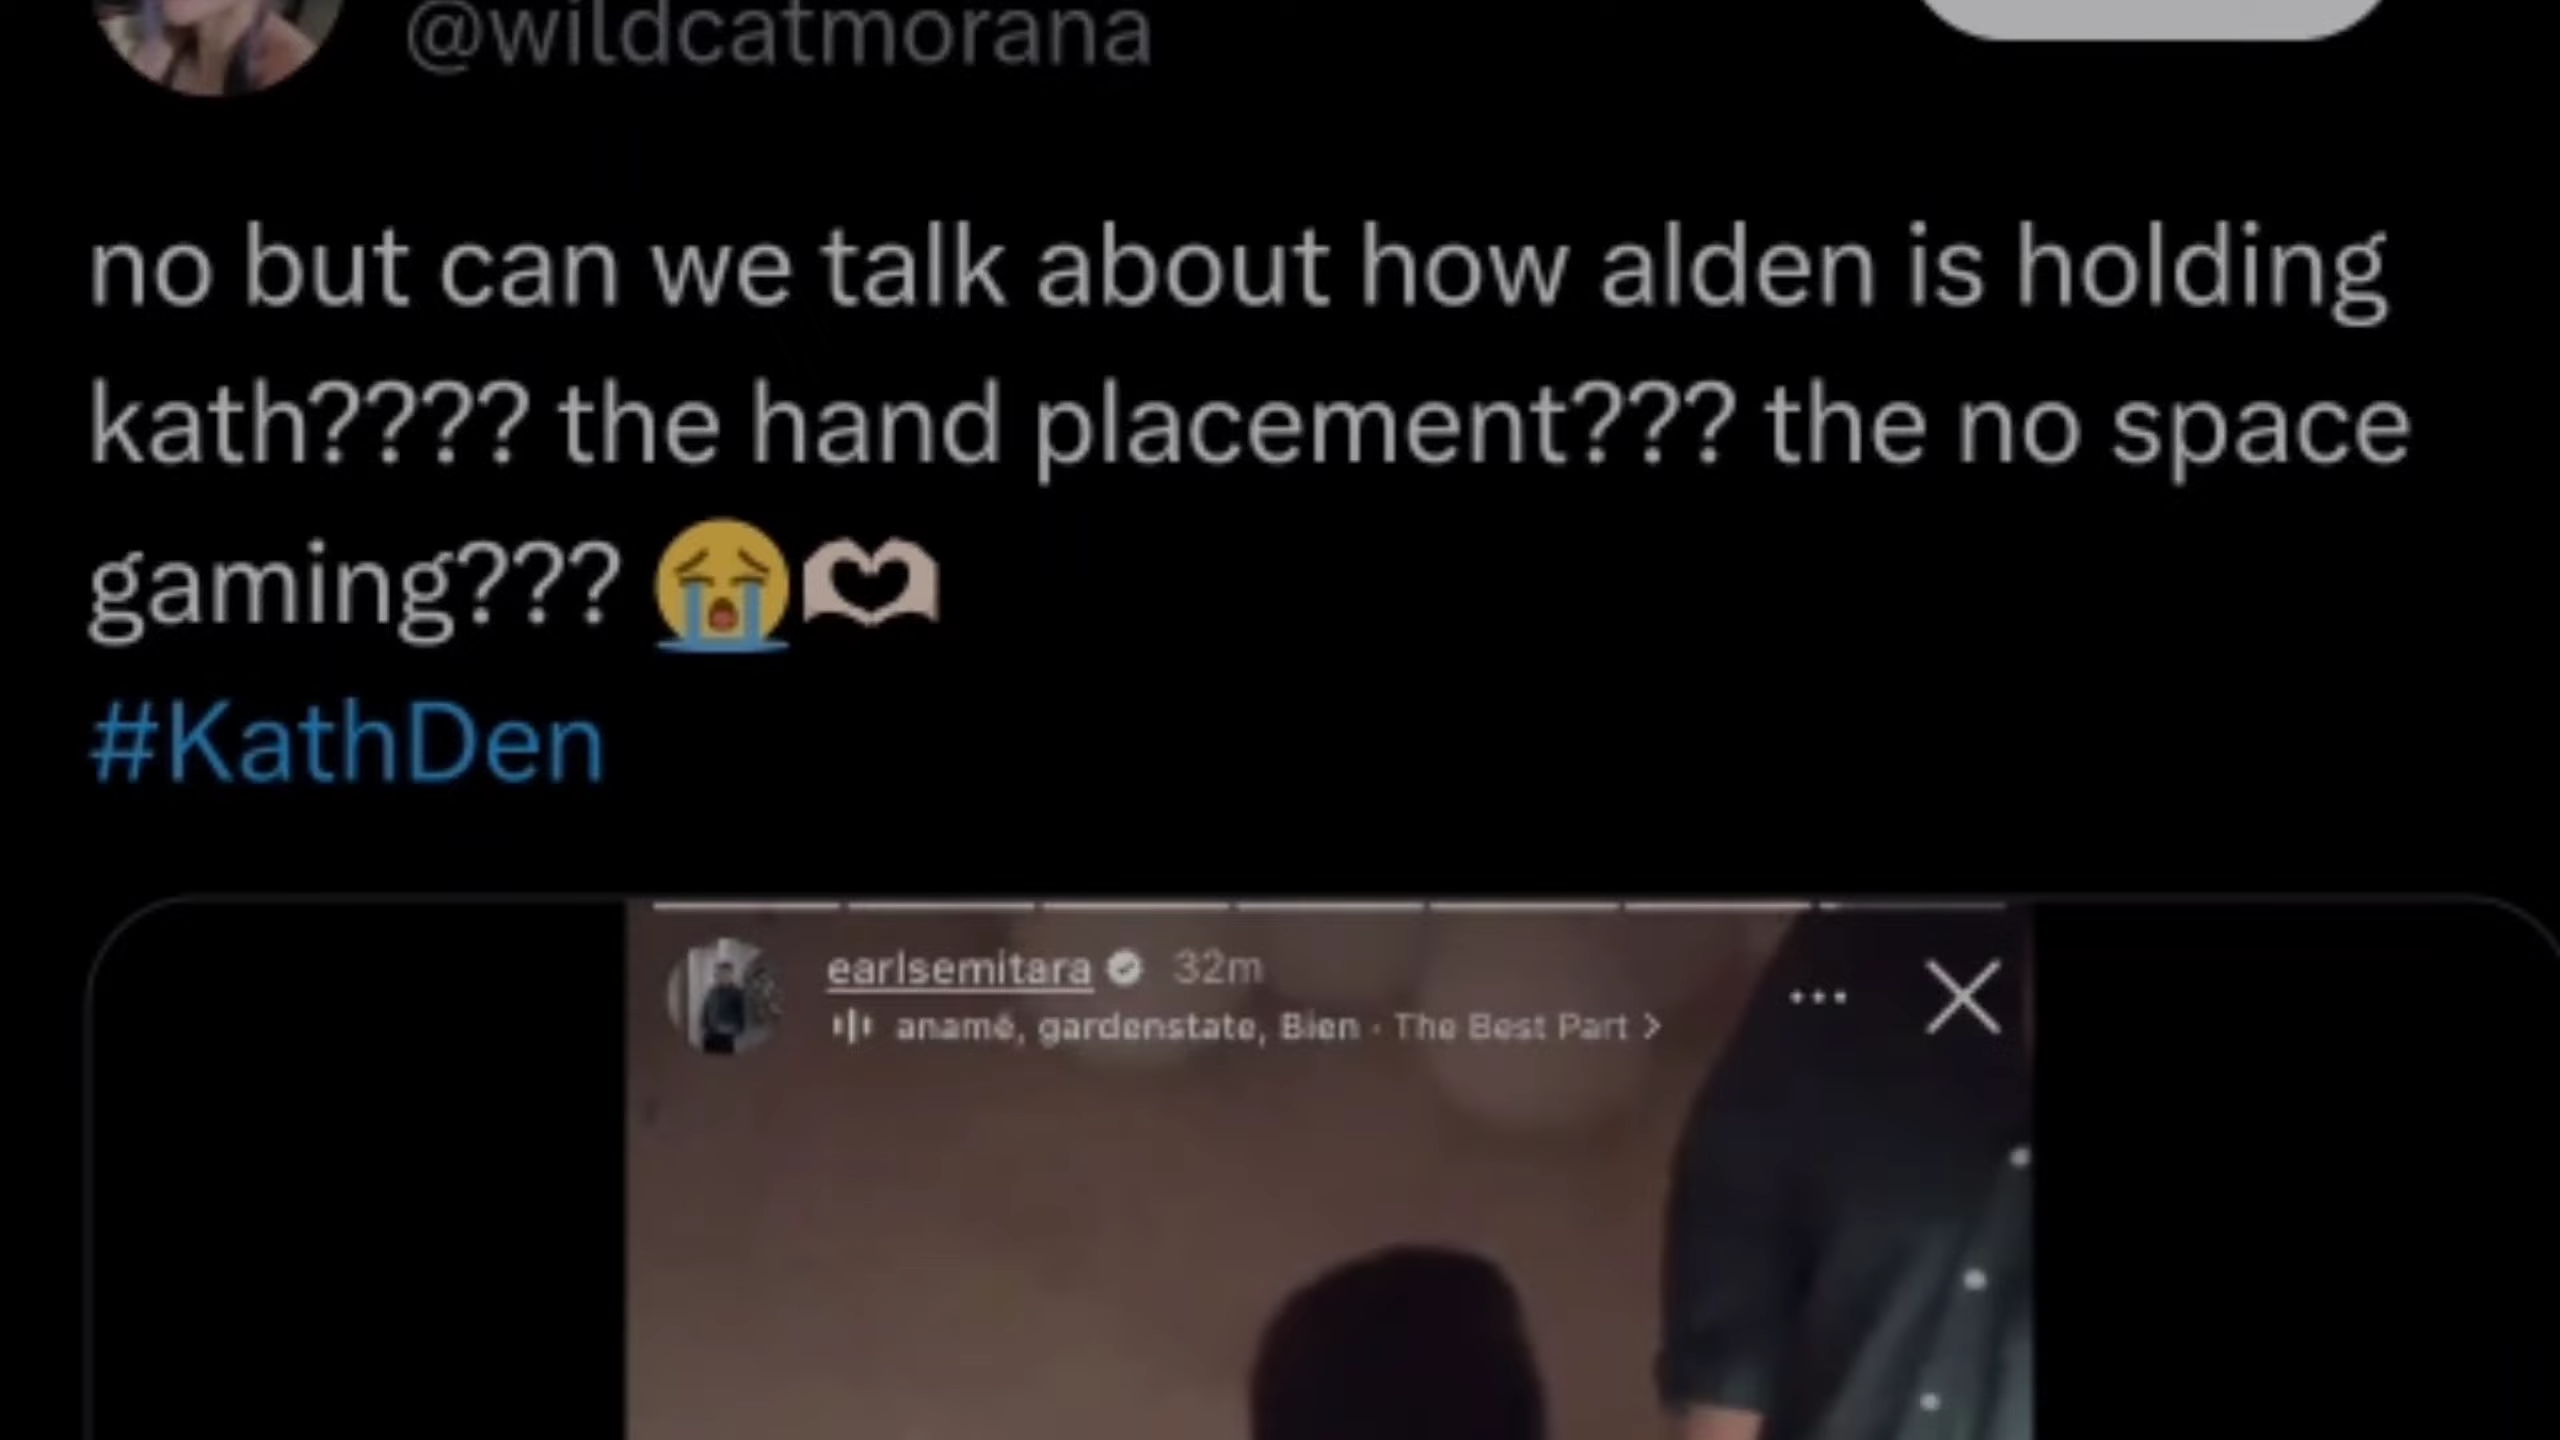 @wildcatmorana
no but can we talk about how alden is holding
kath???? the hand placement??? the no space
gaming??? 😭🫶🏻
#KathDen
earlsemitara 32m
anamē, gardenstate, Bien · The Best Part >